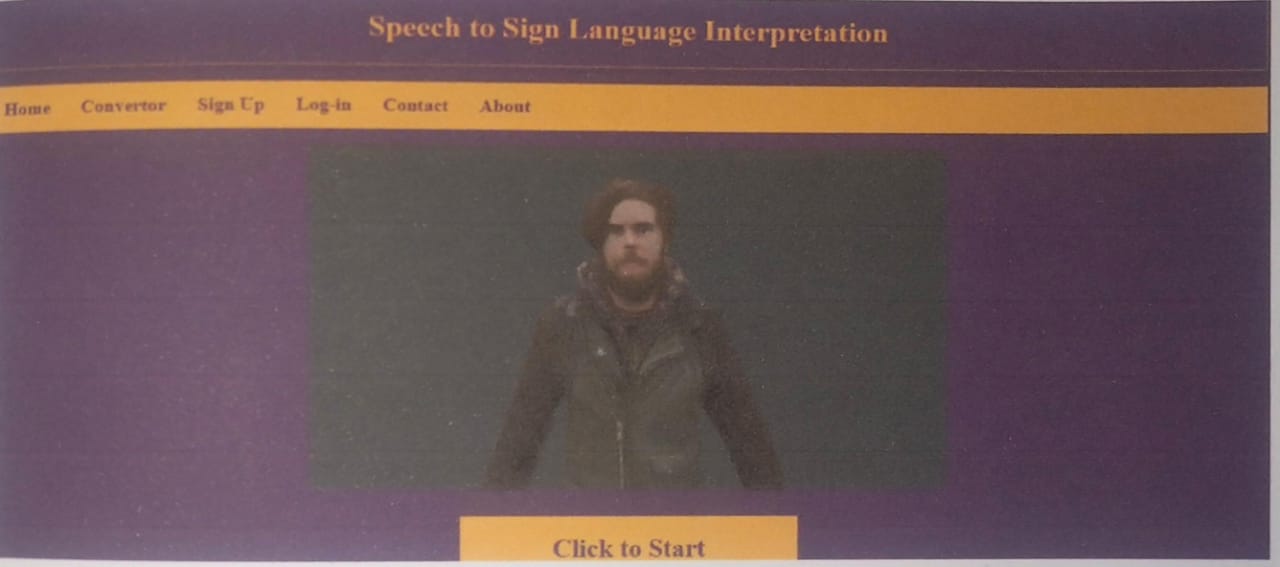 Speech to Sign Language Interpretation
Home Convertor Sign Up Log-in Contact About
Click to Start